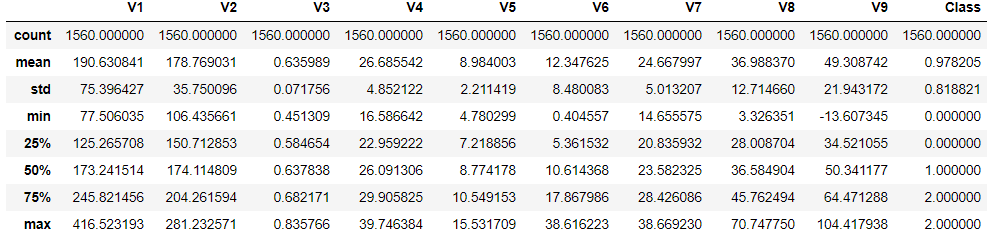 V1 V2 V3 V4 V5 V6 V7 V8 V9 Class
count 1560.000000 1560.000000 1560.000000 1560.000000 1560.000000 1560.000000 1560.000000 1560.000000 1560.000000 1560.000000
mean 190.630841 178.769031 0.635989 26.685542 8.984003 12.347625 24.667997 36.988370 49.308742 0.978205
std 75.396427 35.750096 0.071756 4.852122 2.211419 8.480083 5.013207 12.714660 21.943172 0.818821
min 77.506035 106.435661 0.451309 16.586642 4.780299 0.404557 14.655575 3.326351 -13.607345 0.000000
25% 125.265708 150.712853 0.584654 22.959222 7.218856 5.361532 20.835932 28.008704 34.521055 0.000000
50% 173.241514 174.114809 0.637838 26.091306 8.774178 10.614368 23.582325 36.584904 50.341177 1.000000
75% 245.821456 204.261594 0.682171 29.905825 10.549153 17.867986 28.426086 45.762494 64.471288 2.000000
max 416.523193 281.232571 0.835766 39.746384 15.531709 38.616223 38.669230 70.747750 104.417938 2.000000